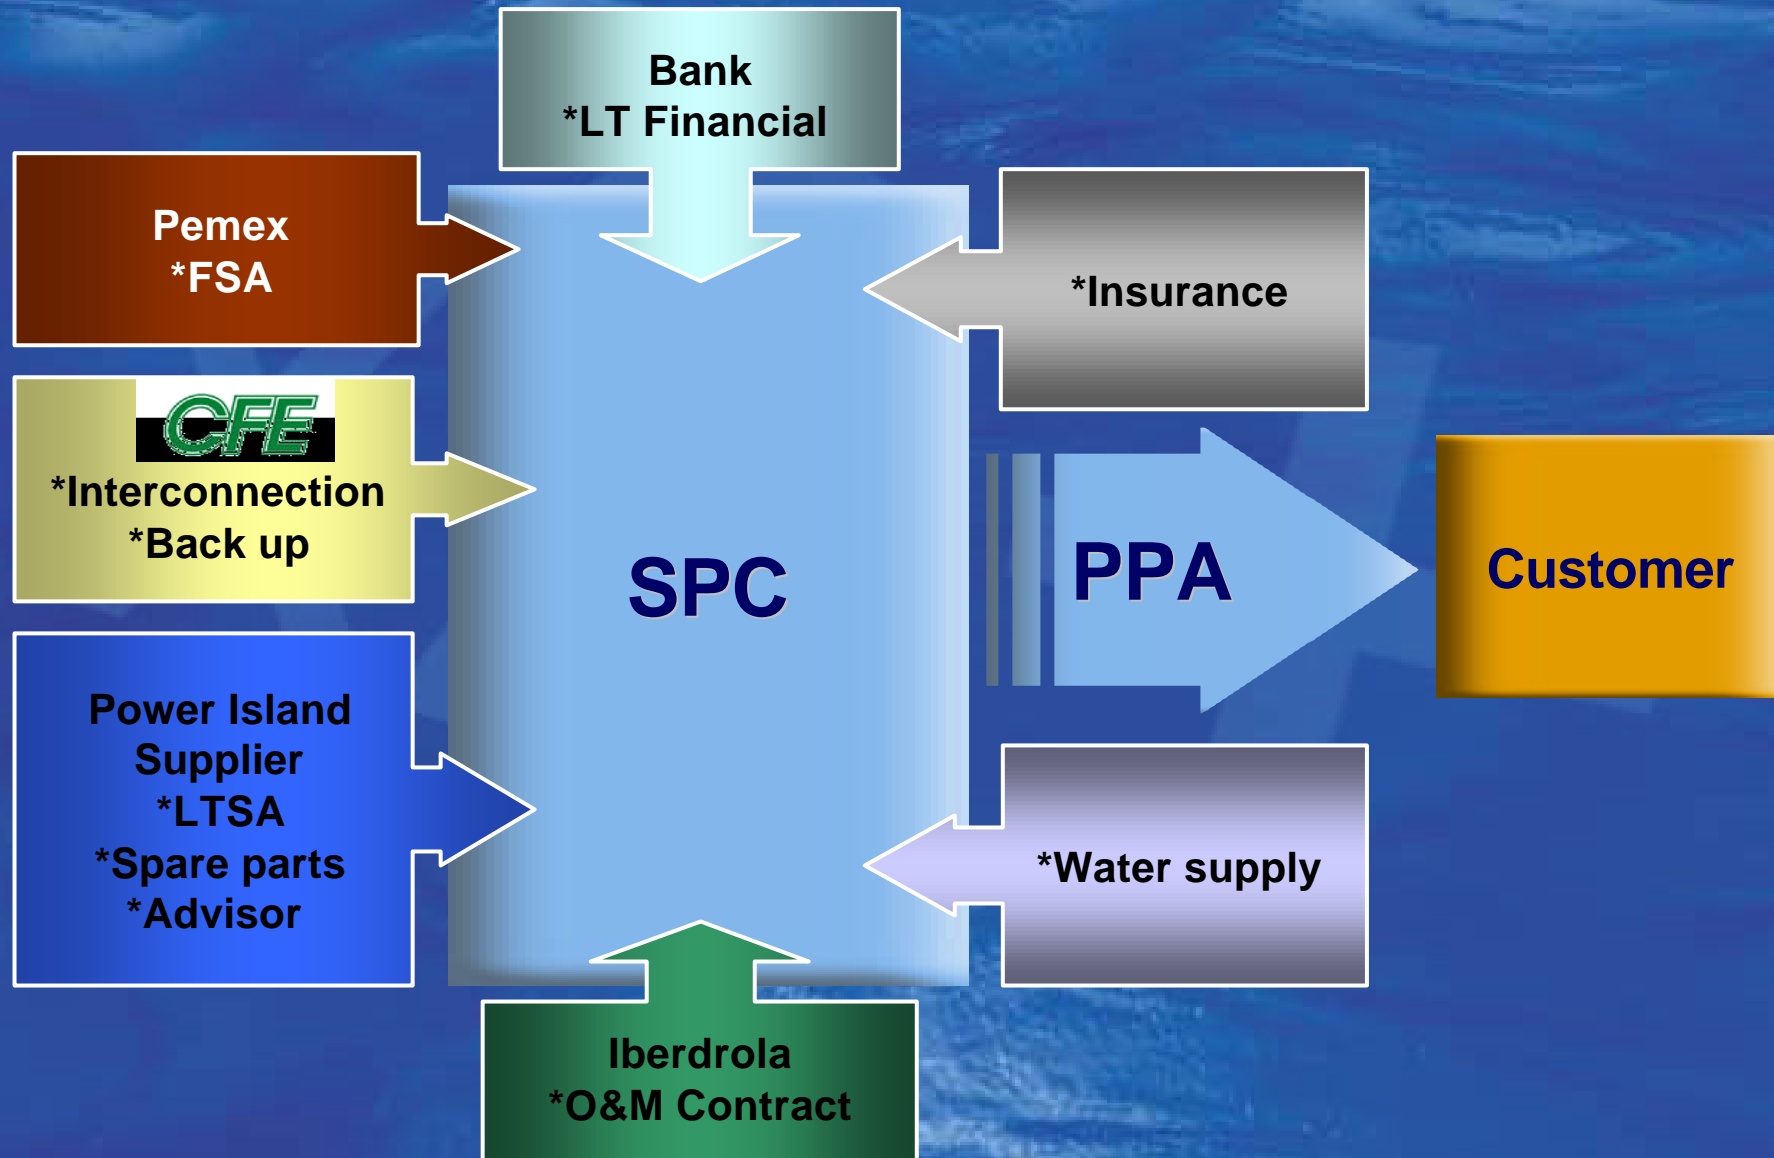 Bank
*LT Financial
Pemex
*FSA
*Insurance
CFE
*Interconnection
*Back up
SPC
PPA
Customer
Power Island
Supplier
*LTSA
*Spare parts
*Advisor
*Water supply
Iberdrola
*O&M Contract